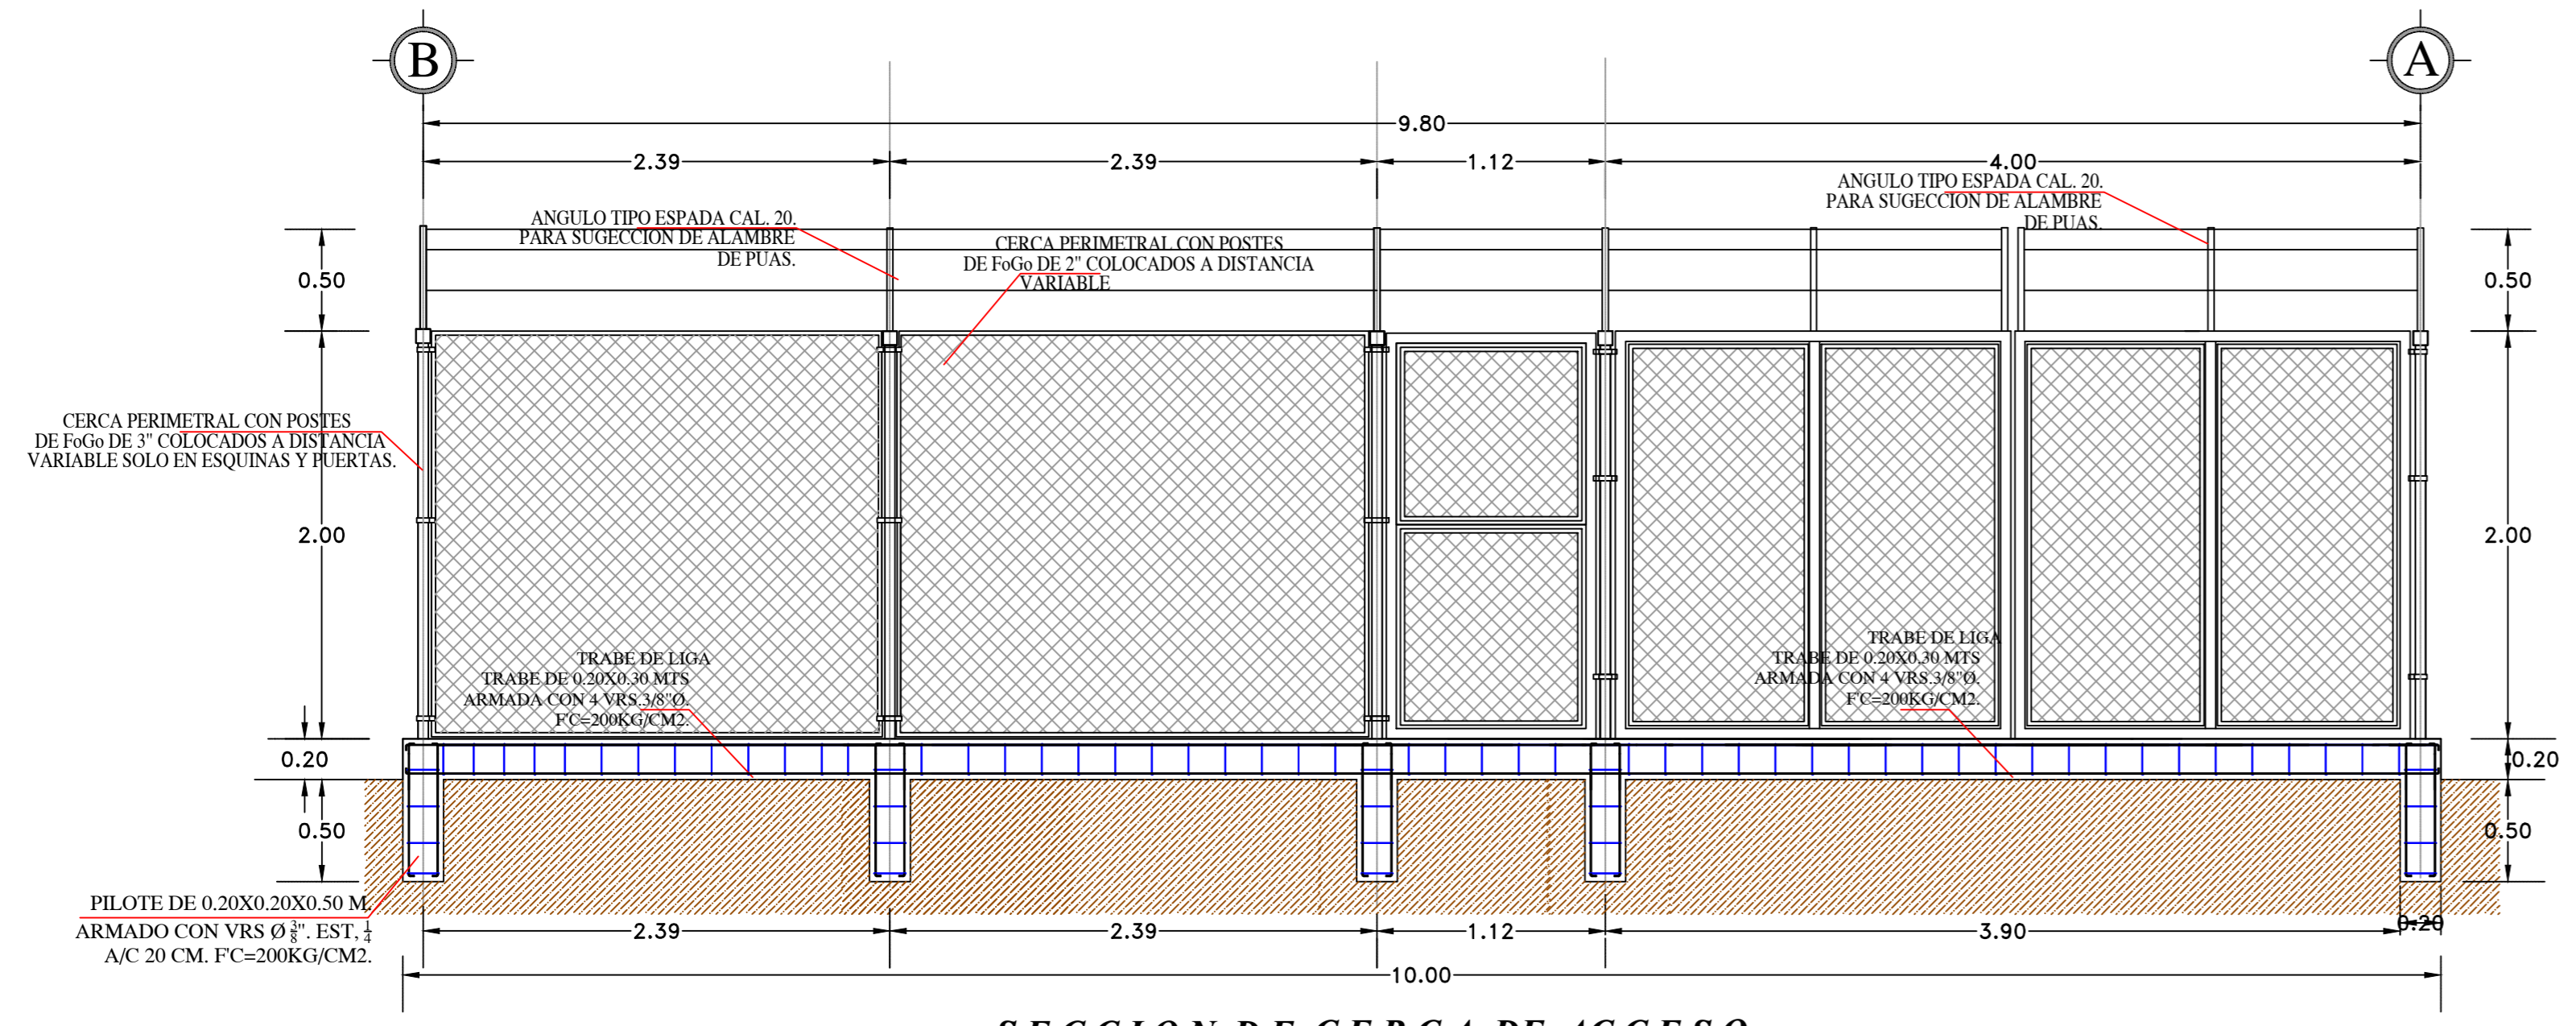 B
A
9.80
2.39
2.39
1.12
4.00
ANGULO TIPO ESPADA CAL. 20.
PARA SUGECCION DE ALAMBRE
DE PUAS.
ANGULO TIPO ESPADA CAL. 20.
PARA SUGECCION DE ALAMBRE
DE PUAS.
CERCA PERIMETRAL CON POSTES
DE FoGo DE 2" COLOCADOS A DISTANCIA
VARIABLE
0.50
0.50
CERCA PERIMETRAL CON POSTES
DE FoGo DE 3" COLOCADOS A DISTANCIA
VARIABLE SOLO EN ESQUINAS Y PUERTAS.
2.00
2.00
TRABE DE LIGA
TRABE DE 0.20X0.30 MTS
ARMADA CON 4 VRS.3/8"Ø.
F'C=200KG/CM2.
TRABE DE LIGA
TRABE DE 0.20X0.30 MTS
ARMADA CON 4 VRS.3/8"Ø.
F'C=200KG/CM2.
0.20
0.20
0.50
0.50
PILOTE DE 0.20X0.20X0.50 M.
ARMADO CON VRS Ø 3/8". EST, 1/4
A/C 20 CM. F'C=200KG/CM2.
2.39
2.39
1.12
3.90
0.20
10.00
SECCION DE CERCA DE ACCESO